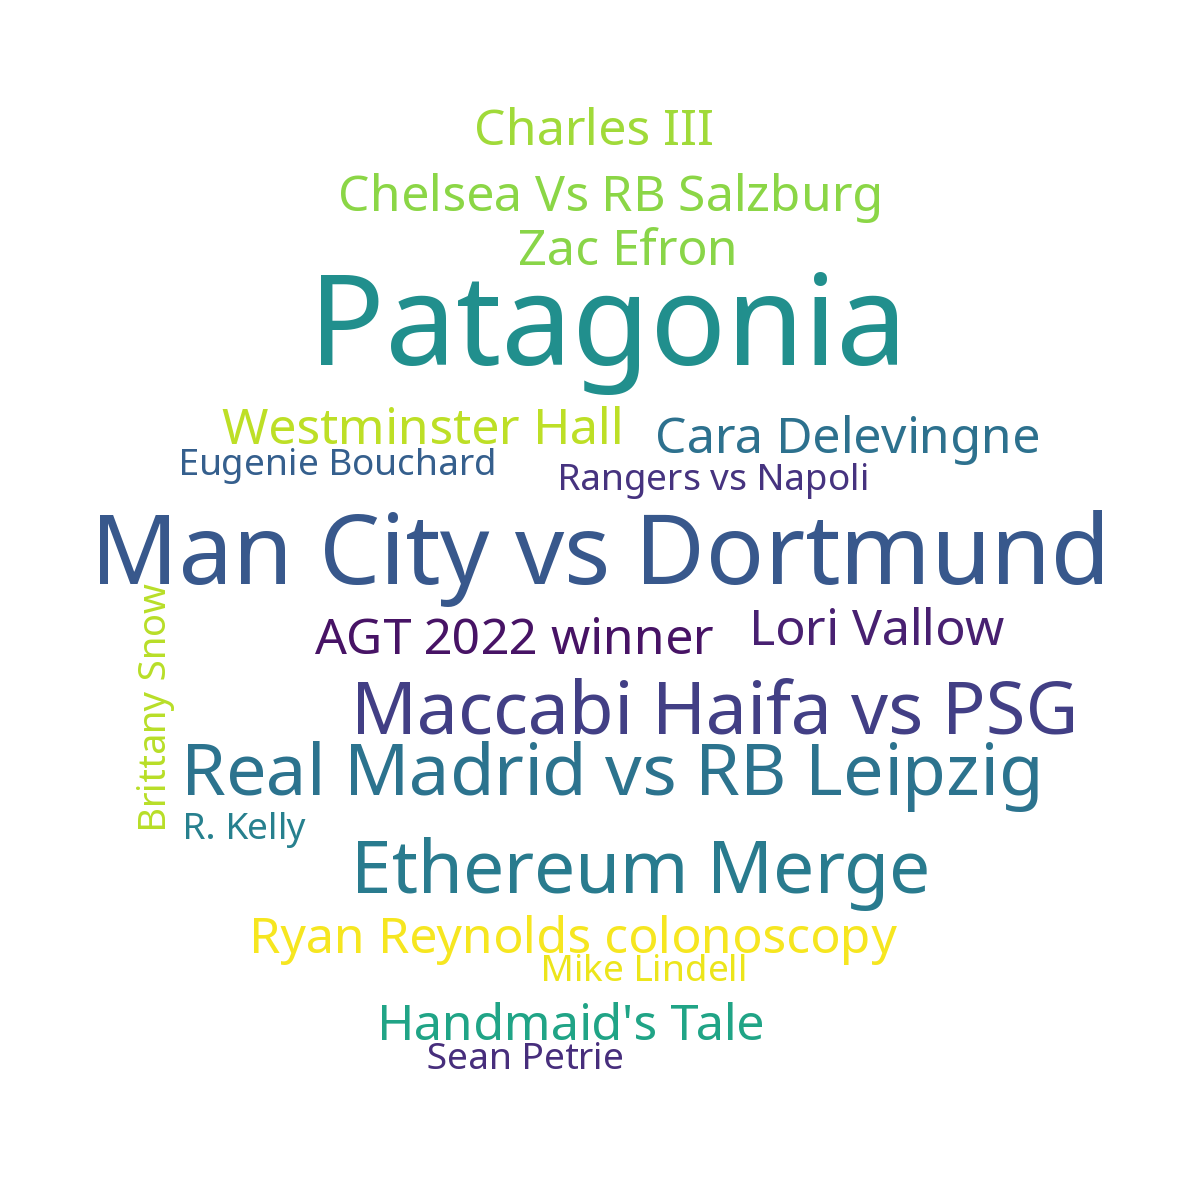 Charles III
Chelsea Vs RB Salzburg
Zac Efron
Patagonia
Westminster Hall
Cara Delevingne
Eugenie Bouchard
Rangers vs Napoli
Man City vs Dortmund
Brittany Snow
AGT 2022 winner
Lori Vallow
Maccabi Haifa vs PSG
Real Madrid vs RB Leipzig
R. Kelly
Ethereum Merge
Ryan Reynolds colonoscopy
Mike Lindell
Handmaid's Tale
Sean Petrie